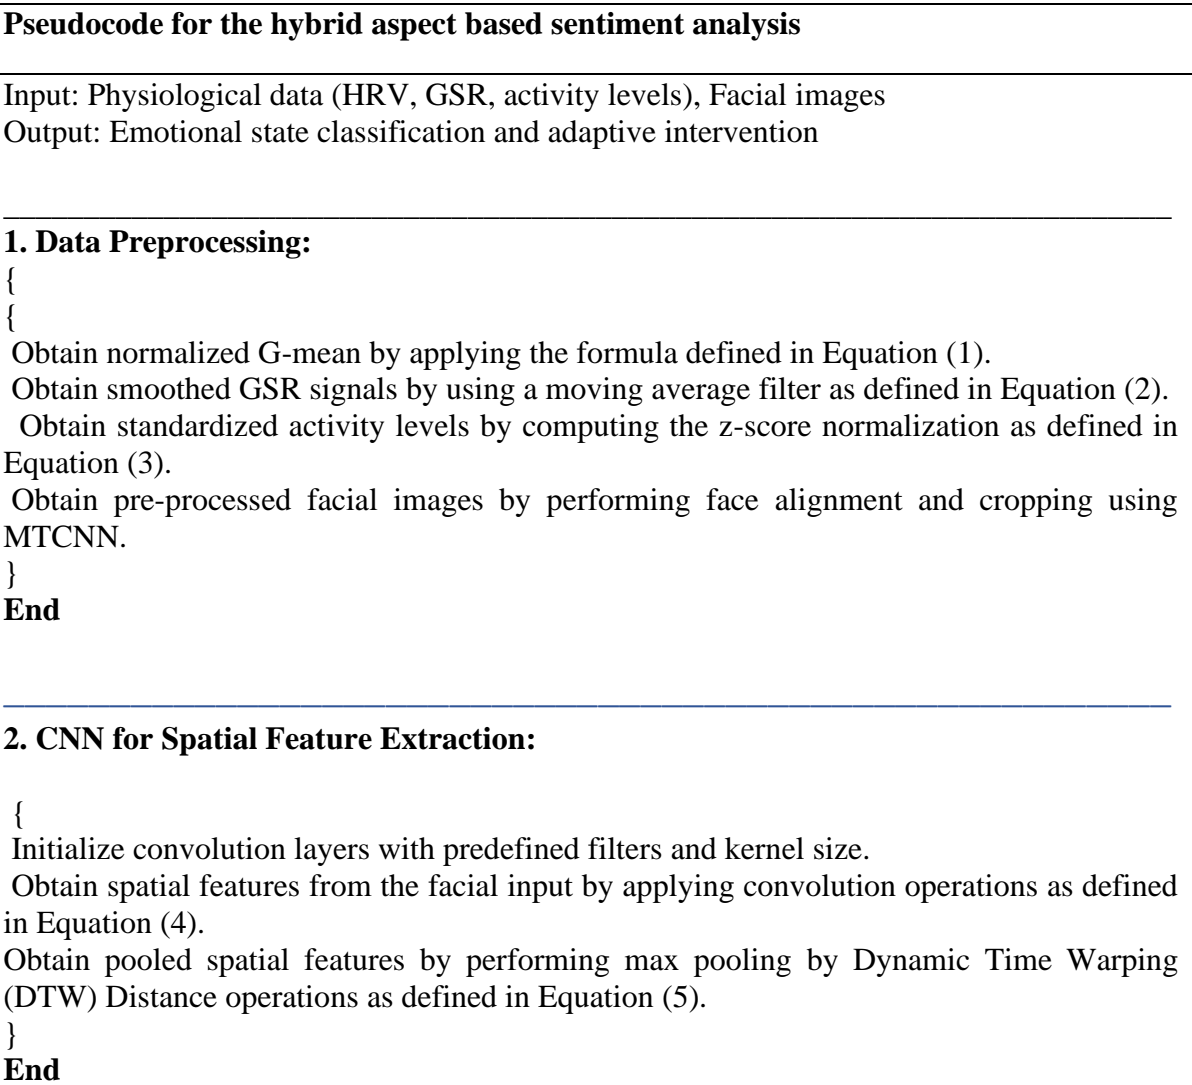 Pseudocode for the hybrid aspect based sentiment analysis
Input: Physiological data (HRV, GSR, activity levels), Facial images
Output: Emotional state classification and adaptive intervention
1. Data Preprocessing:
{
{
Obtain normalized G-mean by applying the formula defined in Equation (1).
Obtain smoothed GSR signals by using a moving average filter as defined in Equation (2).
Obtain standardized activity levels by computing the z-score normalization as defined in
Equation (3).
Obtain pre-processed facial images by performing face alignment and cropping using
MTCNN.
}
End
2. CNN for Spatial Feature Extraction:
{
Initialize convolution layers with predefined filters and kernel size.
Obtain spatial features from the facial input by applying convolution operations as defined
in Equation (4).
Obtain pooled spatial features by performing max pooling by Dynamic Time Warping
(DTW) Distance operations as defined in Equation (5).
}
End